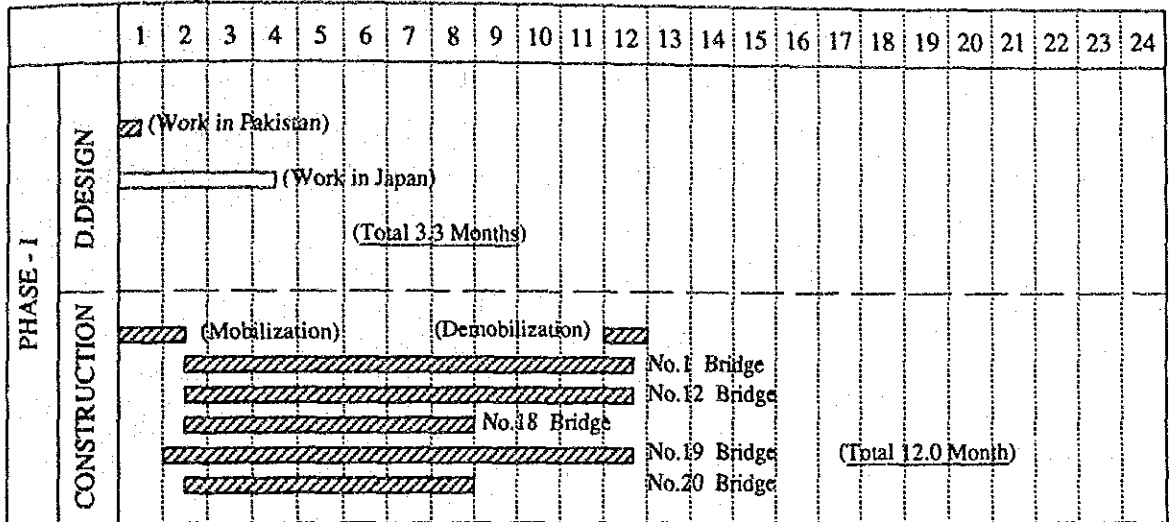 1 2 3 4 5 6 7 8 9 10 11 12 13 14 15 16 17 18 19 20 21 22 23 24
PHASE - I
D.DESIGN
(Work in Pakistan)
(Work in Japan)
(Total 3.3 Months)
CONSTRUCTION
(Mobilization) (Demobilization)
No.1 Bridge
No.12 Bridge
No.18 Bridge
No.19 Bridge (Total 12.0 Month)
No.20 Bridge